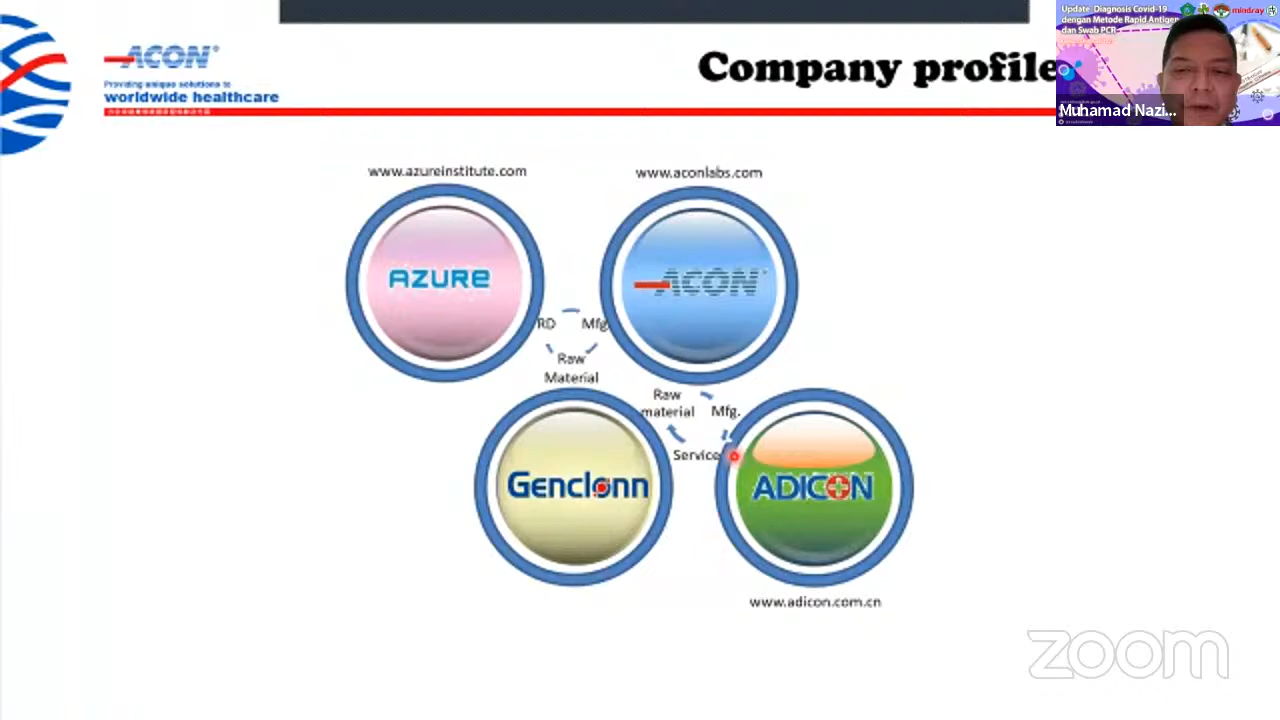 ACON®
Providing unique solutions to
worldwide healthcare
Company profile
Update Diagnosis Covid-19
dengan Metode Rapid Antigen
dan Swab PCR
mindray
Muhamad Nazi...
www.azureinstitute.com
www.aconlabs.com
AZURE
ACON
RD
Mfg
Raw
Material
Raw
material
Mfg.
Service
Genclonn
ADICON
www.adicon.com.cn
zoom